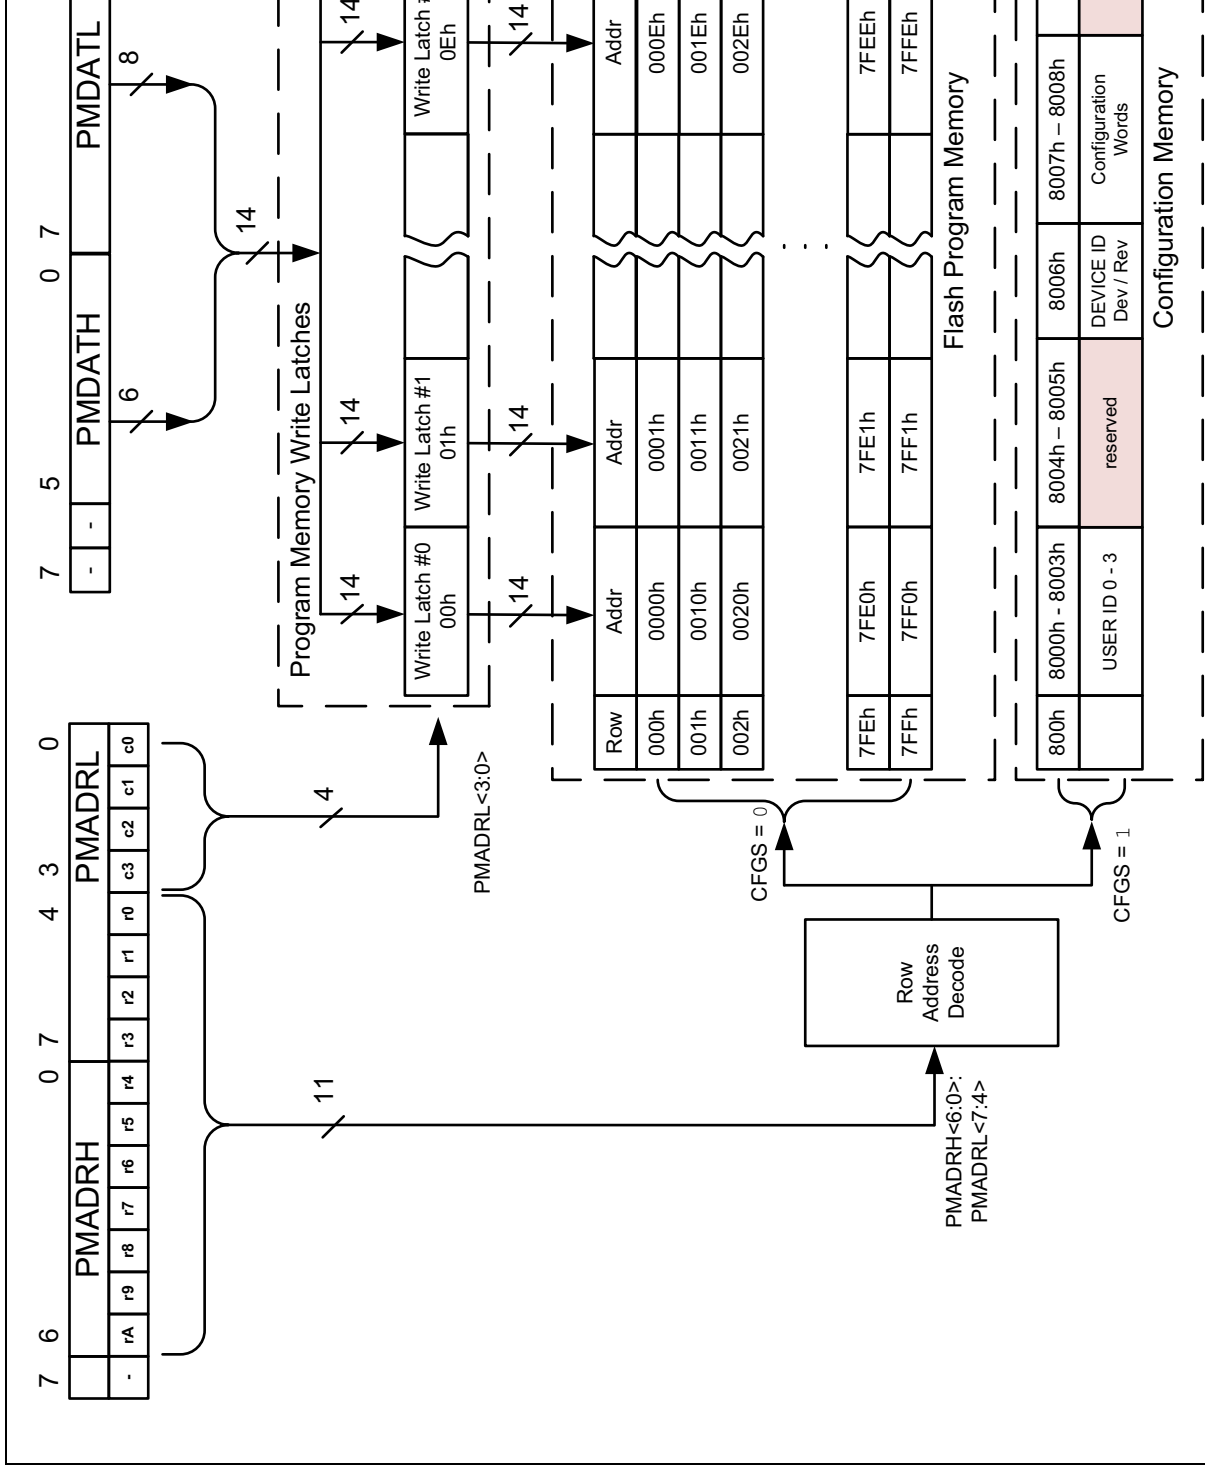 7 6 0 7 4 3 0 7 5 0 7
PMADRH PMADRL - - PMDATH PMDATL
- rA r9 r8 r7 r6 r5 r4 r3 r2 r1 r0 c3 c2 c1 c0
6 8
14
Program Memory Write Latches
11 4 14 14 14
Write Latch #0 Write Latch #1 Write Latch #
00h 01h 0Eh
PMADRL<3:0>
14 14 14
Row Addr Addr Addr
000h 0000h 0001h 000Eh
001h 0010h 0011h 001Eh
002h 0020h 0021h 002Eh
CFGS = 0
7FEh 7FE0h 7FE1h 7FEEh
7FFh 7FF0h 7FF1h 7FFEh
Row
Address
Decode
PMADRH<6:0>:
PMADRL<7:4>
Flash Program Memory
800h 8000h - 8003h 8004h – 8005h 8006h 8007h – 8008h
USER ID 0 - 3 reserved DEVICE ID
Dev / Rev
Configuration
Words
CFGS = 1
Configuration Memory